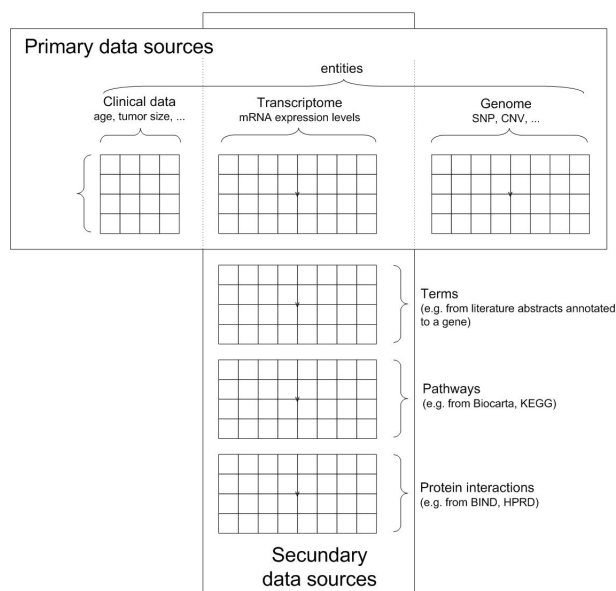 Primary data sources
entities
Clinical data
age, tumor size, ...
Transcriptome
mRNA expression levels
Genome
SNP, CNV, ...
v
v
v
Terms
(e.g. from literature abstracts annotated
to a gene)
v
Pathways
(e.g. from Biocarta, KEGG)
v
Protein interactions
(e.g. from BIND, HPRD)
Secundary
data sources